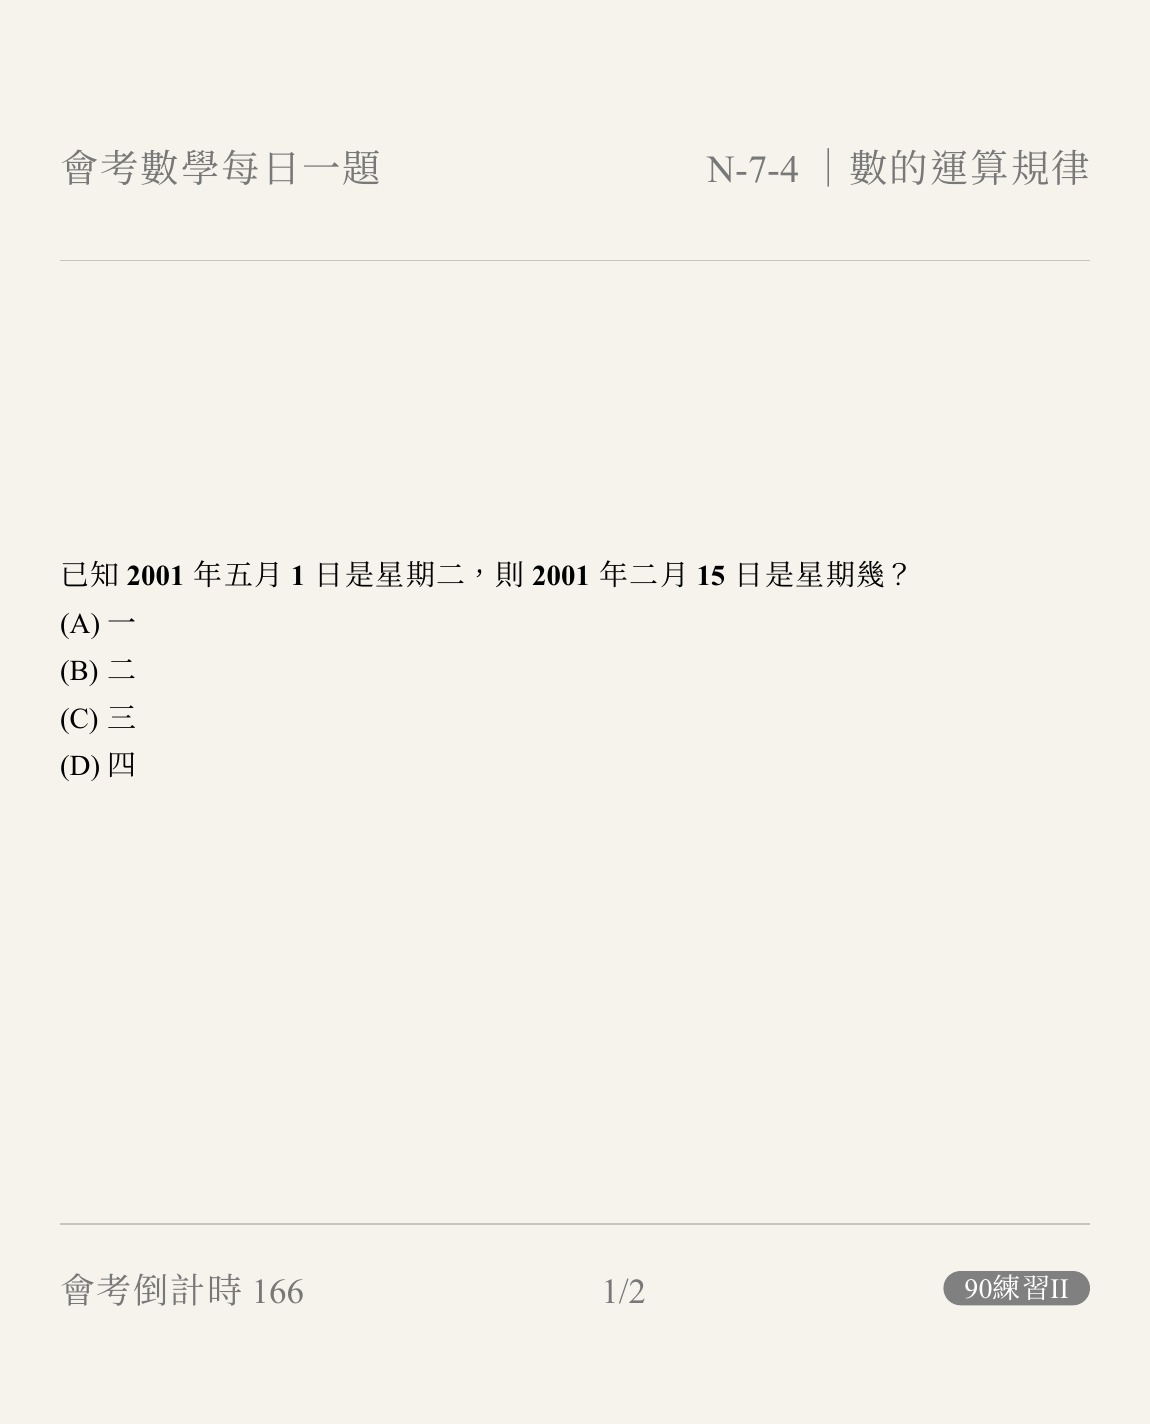 會考數學每日一題
N-7-4 | 數的運算規律
已知 2001 年五月 1 日是星期二，則 2001 年二月 15 日是星期幾？
(A) 一
(B) 二
(C) 三
(D) 四
會考倒計時 166
1/2
90練習II